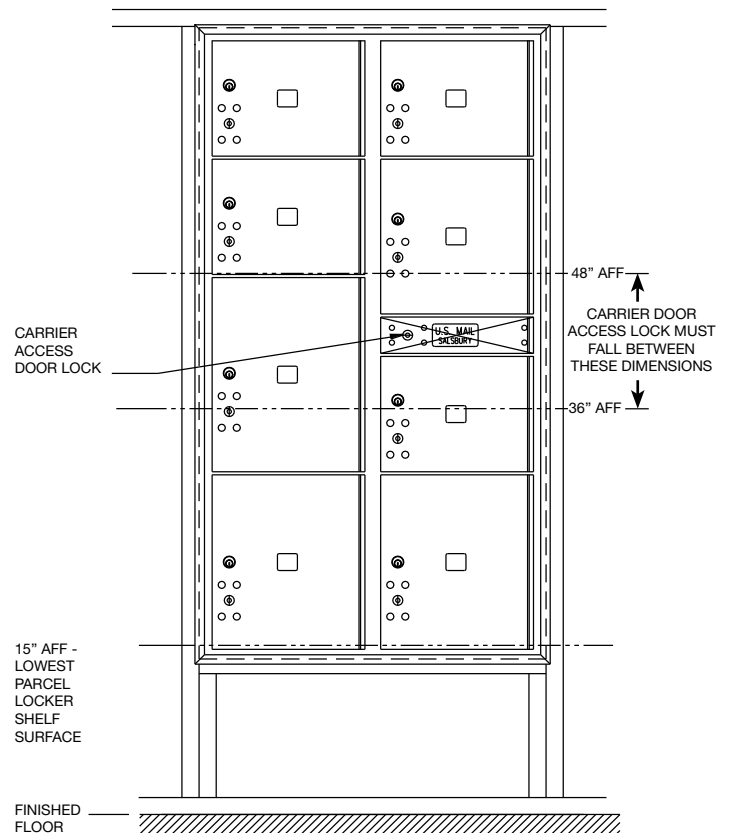 48” AFF
CARRIER DOOR
ACCESS LOCK MUST
FALL BETWEEN
THESE DIMENSIONS
U.S. MAIL
SALSBURY
CARRIER
ACCESS
DOOR LOCK
36” AFF
15” AFF -
LOWEST
PARCEL
LOCKER
SHELF
SURFACE
FINISHED
FLOOR